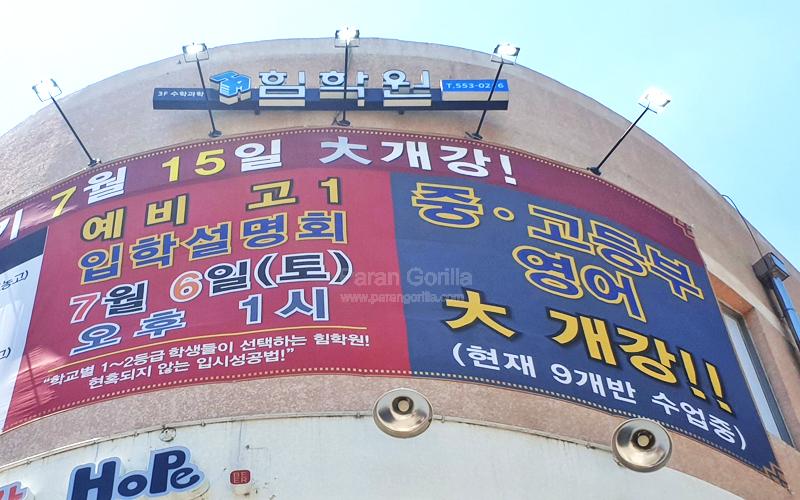 3F 수학과학 힘학원 T.553-02
기 7월 15일 大개강!
예비 고1
입학설명회
7월 6일(토)
오후 1시
"학교별 1~2등급 학생들이 선택하는 힘학원!
현혹되지 않는 입시성공법!"
중·고등부
영어
大 개강!!
(현재 9개반 수업중)
농고)
Paran Gorilla
www.parangorilla.com
HOPE